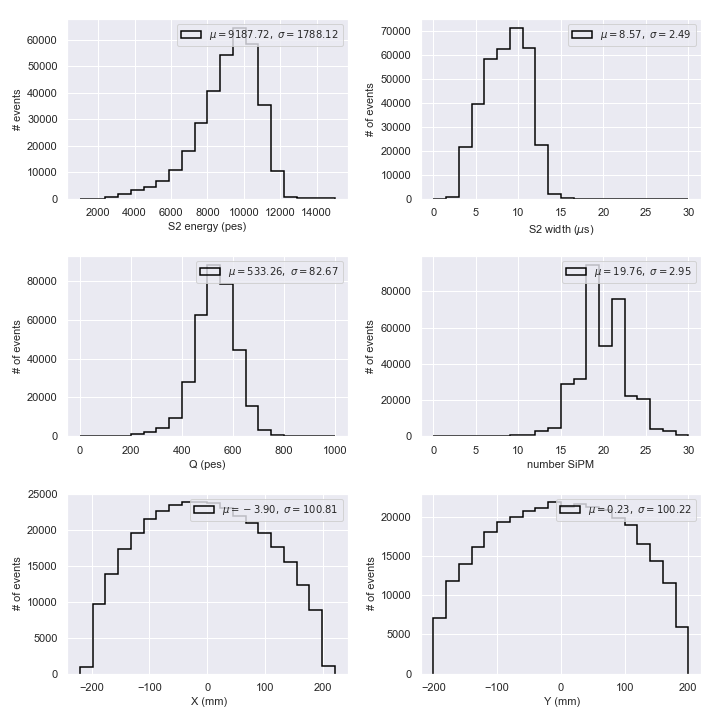 μ = 9187.72, σ = 1788.12
60000
50000
40000
30000
20000
10000
0
# events
2000 4000 6000 8000 10000 12000 14000
S2 energy (pes)
μ = 8.57, σ = 2.49
70000
60000
50000
40000
30000
20000
10000
0
# of events
0 5 10 15 20 25 30
S2 width (μs)
μ = 533.26, σ = 82.67
80000
60000
40000
20000
0
# of events
0 200 400 600 800 1000
Q (pes)
μ = 19.76, σ = 2.95
80000
60000
40000
20000
0
# of events
0 5 10 15 20 25 30
number SiPM
μ = −3.90, σ = 100.81
25000
20000
15000
10000
5000
0
# of events
−200 −100 0 100 200
X (mm)
μ = 0.23, σ = 100.22
20000
15000
10000
5000
0
# of events
−200 −100 0 100 200
Y (mm)